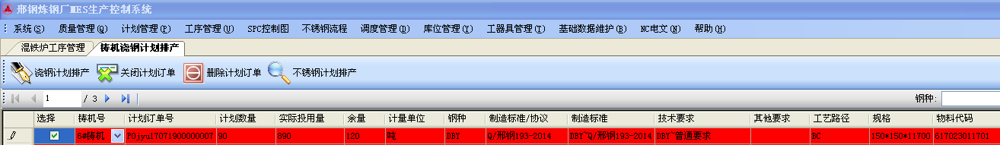 邢钢炼钢厂MES生产控制系统
系统(S) 质量管理(Q) 计划管理(P) 工序管理(U) SPC控制图 不锈钢流程 调度管理(D) 库位管理(Y) 工器具管理(T) 基础数据维护(B) NC电文(N) 帮助(H)
混铁炉工序管理 铸机浇钢计划排产
浇钢计划排产 关闭计划订单 删除计划订单 不锈钢计划排产
1 / 3 钢种:
选择 铸机号 计划订单号 计划数量 实际投用量 余量 计量单位 钢种 制造标准/协议 制造标准 技术要求 其他要求 工艺路径 规格 物料代码
6#铸机 POjyu17071900000007 90 890 120 吨 DBY Q/邢钢193-2014 DBY~Q/邢钢193-2014 DBY~普通要求 BC 150*150*11700 817023011701